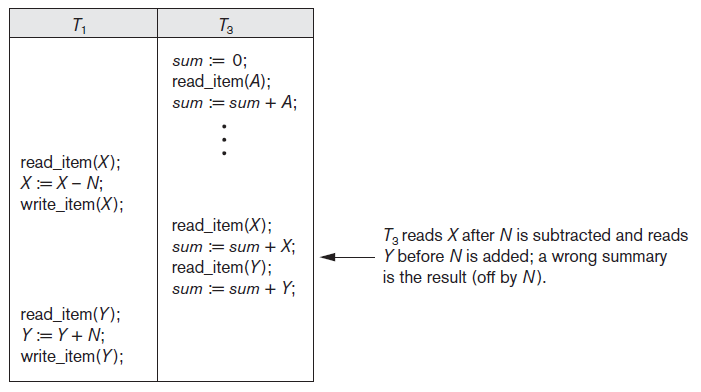 T₁ T₃
sum := 0;
read_item(A);
sum := sum + A;
⋮
read_item(X);
X := X – N;
write_item(X);
read_item(X);
sum := sum + X;
read_item(Y);
sum := sum + Y;
T₃ reads X after N is subtracted and reads
Y before N is added; a wrong summary
is the result (off by N).
read_item(Y);
Y := Y + N;
write_item(Y);